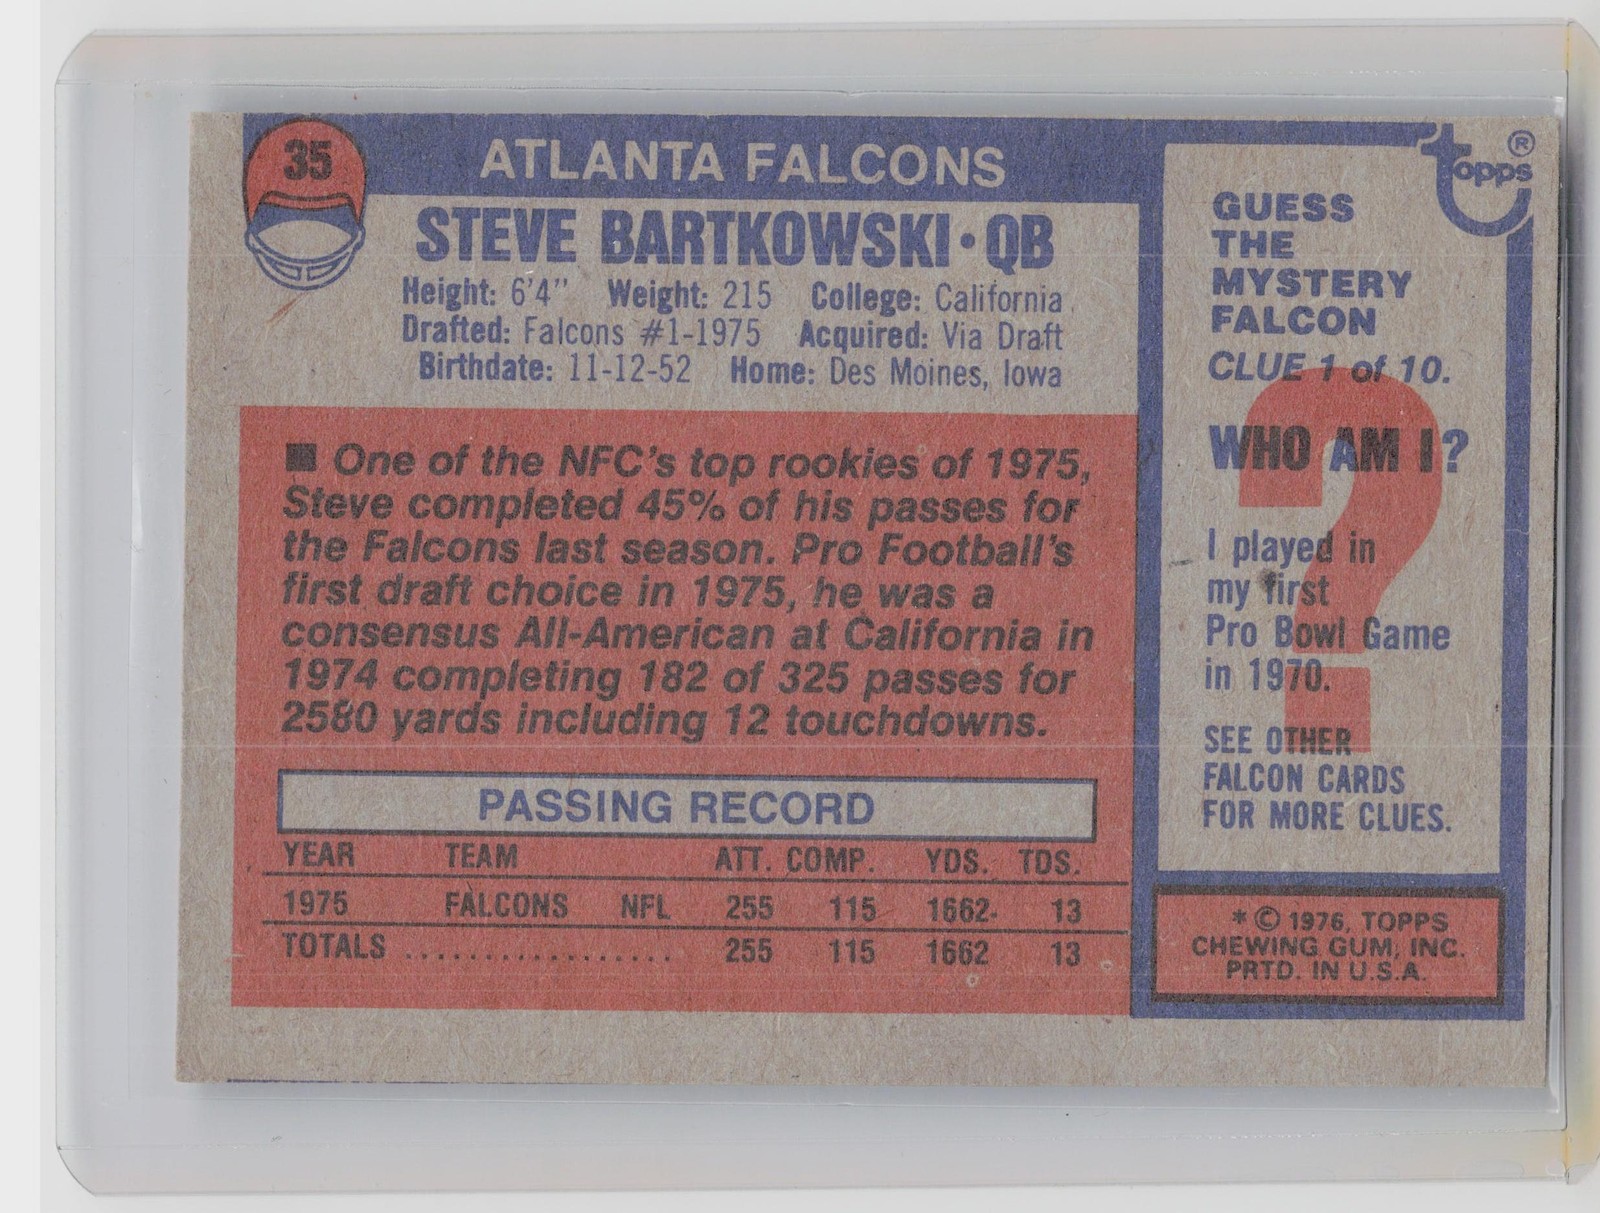 35
ATLANTA FALCONS
STEVE BARTKOWSKI • QB
Height: 6'4" Weight: 215 College: California
Drafted: Falcons #1-1975 Acquired: Via Draft
Birthdate: 11-12-52 Home: Des Moines, Iowa
■ One of the NFC's top rookies of 1975,
Steve completed 45% of his passes for
the Falcons last season. Pro Football's
first draft choice in 1975, he was a
consensus All-American at California in
1974 completing 182 of 325 passes for
2580 yards including 12 touchdowns.
PASSING RECORD
YEAR TEAM ATT. COMP. YDS. TDS.
1975 FALCONS NFL 255 115 1662 13
TOTALS .................. 255 115 1662 13
topps ®
GUESS
THE
MYSTERY
FALCON
CLUE 1 of 10.
WHO AM I?
I played in
my first
Pro Bowl Game
in 1970.
SEE OTHER
FALCON CARDS
FOR MORE CLUES.
* © 1976, TOPPS
CHEWING GUM, INC.
PRTD. IN U.S.A.